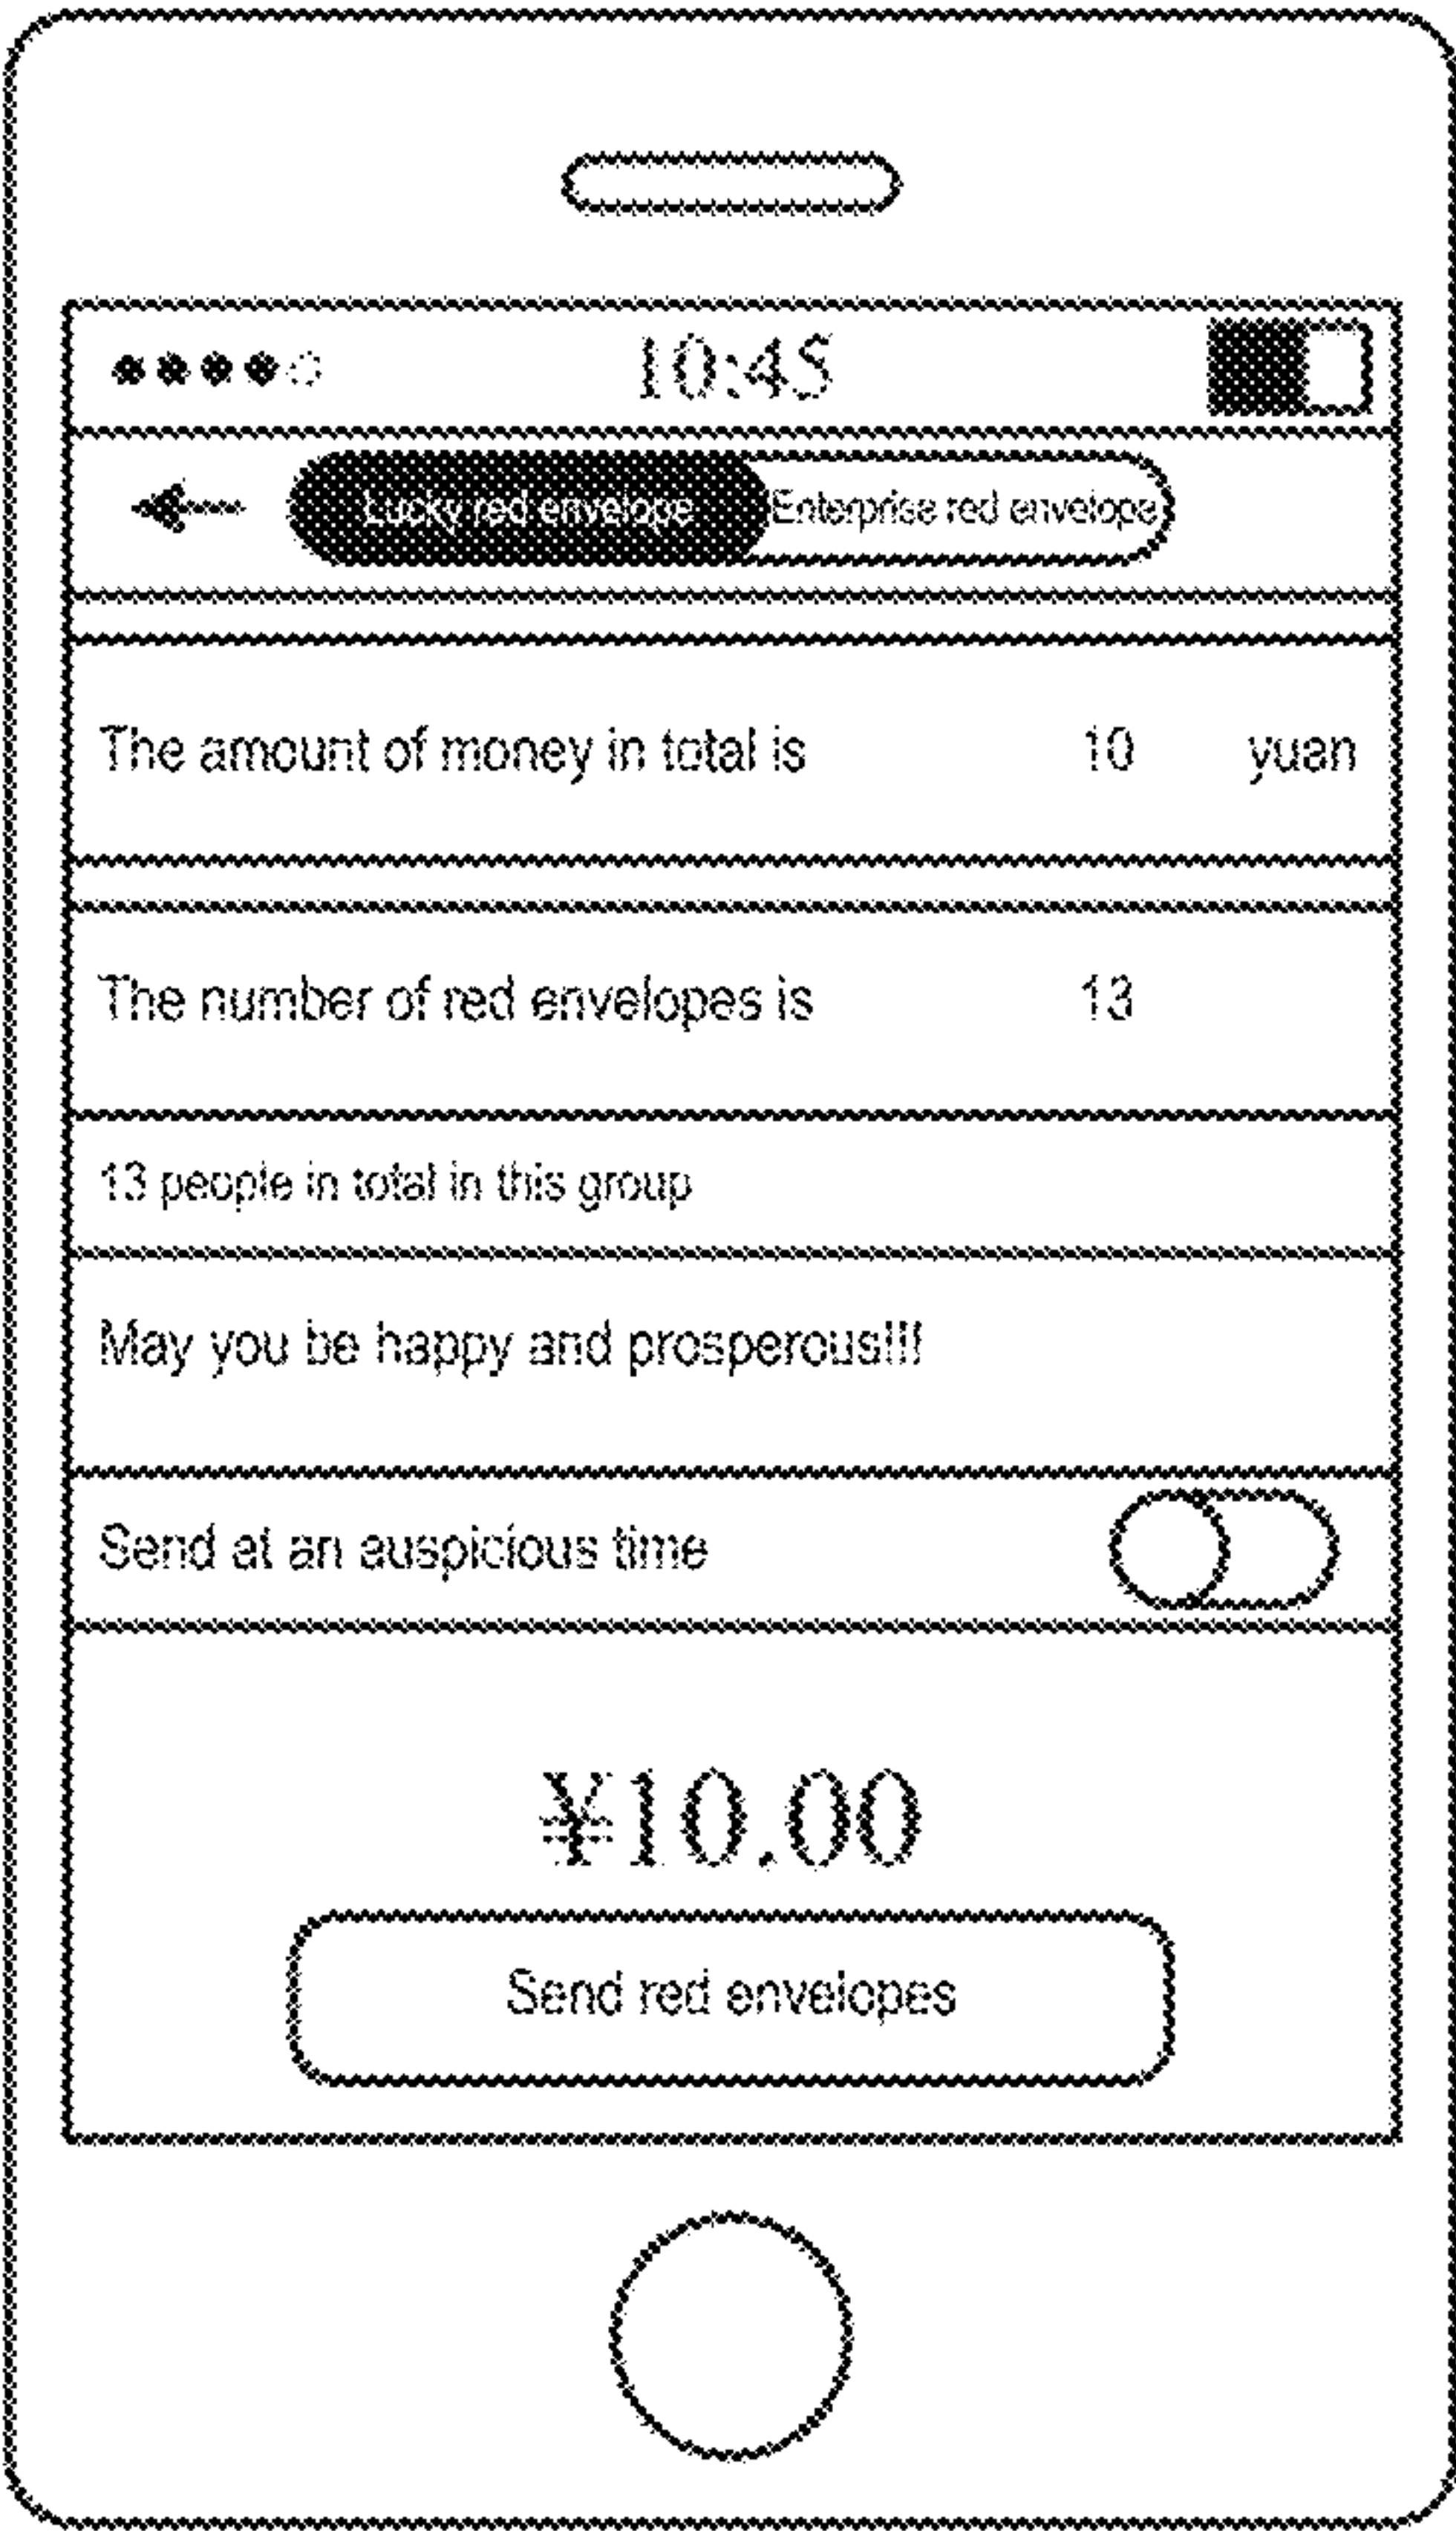 10:45
Lucky red envelope Enterprise red envelope
The amount of money in total is 10 yuan
The number of red envelopes is 13
13 people in total in this group
May you be happy and prosperous!!!
Send at an auspicious time
¥10.00
Send red envelopes